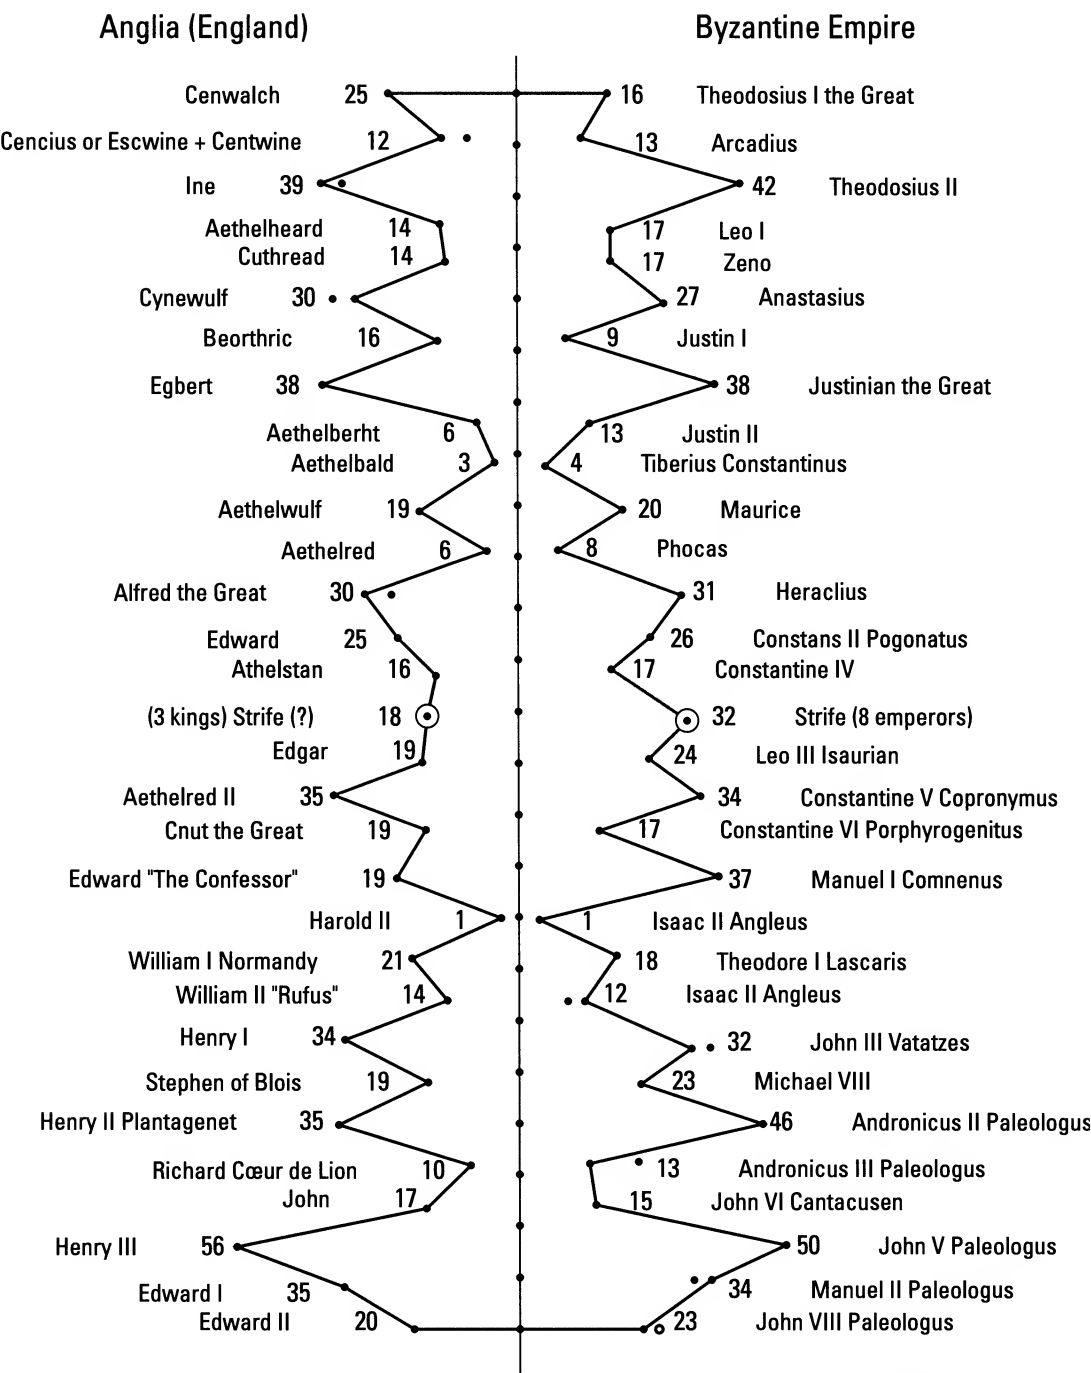 Anglia (England) Byzantine Empire
Cenwalch 25 16 Theodosius I the Great
Cencius or Escwine + Centwine 12 13 Arcadius
Ine 39 42 Theodosius II
Aethelheard 14 17 Leo I
Cuthread 14 17 Zeno
Cynewulf 30 27 Anastasius
Beorthric 16 9 Justin I
Egbert 38 38 Justinian the Great
Aethelberht 6 13 Justin II
Aethelbald 3 4 Tiberius Constantinus
Aethelwulf 19 20 Maurice
Aethelred 6 8 Phocas
Alfred the Great 30 31 Heraclius
Edward 25 26 Constans II Pogonatus
Athelstan 16 17 Constantine IV
(3 kings) Strife (?) 18 32 Strife (8 emperors)
Edgar 19 24 Leo III Isaurian
Aethelred II 35 34 Constantine V Copronymus
Cnut the Great 19 17 Constantine VI Porphyrogenitus
Edward "The Confessor" 19 37 Manuel I Comnenus
Harold II 1 1 Isaac II Angleus
William I Normandy 21 18 Theodore I Lascaris
William II "Rufus" 14 12 Isaac II Angleus
Henry I 34 32 John III Vatatzes
Stephen of Blois 19 23 Michael VIII
Henry II Plantagenet 35 46 Andronicus II Paleologus
Richard Cœur de Lion 10 13 Andronicus III Paleologus
John 17 15 John VI Cantacusen
Henry III 56 50 John V Paleologus
Edward I 35 34 Manuel II Paleologus
Edward II 20 23 John VIII Paleologus